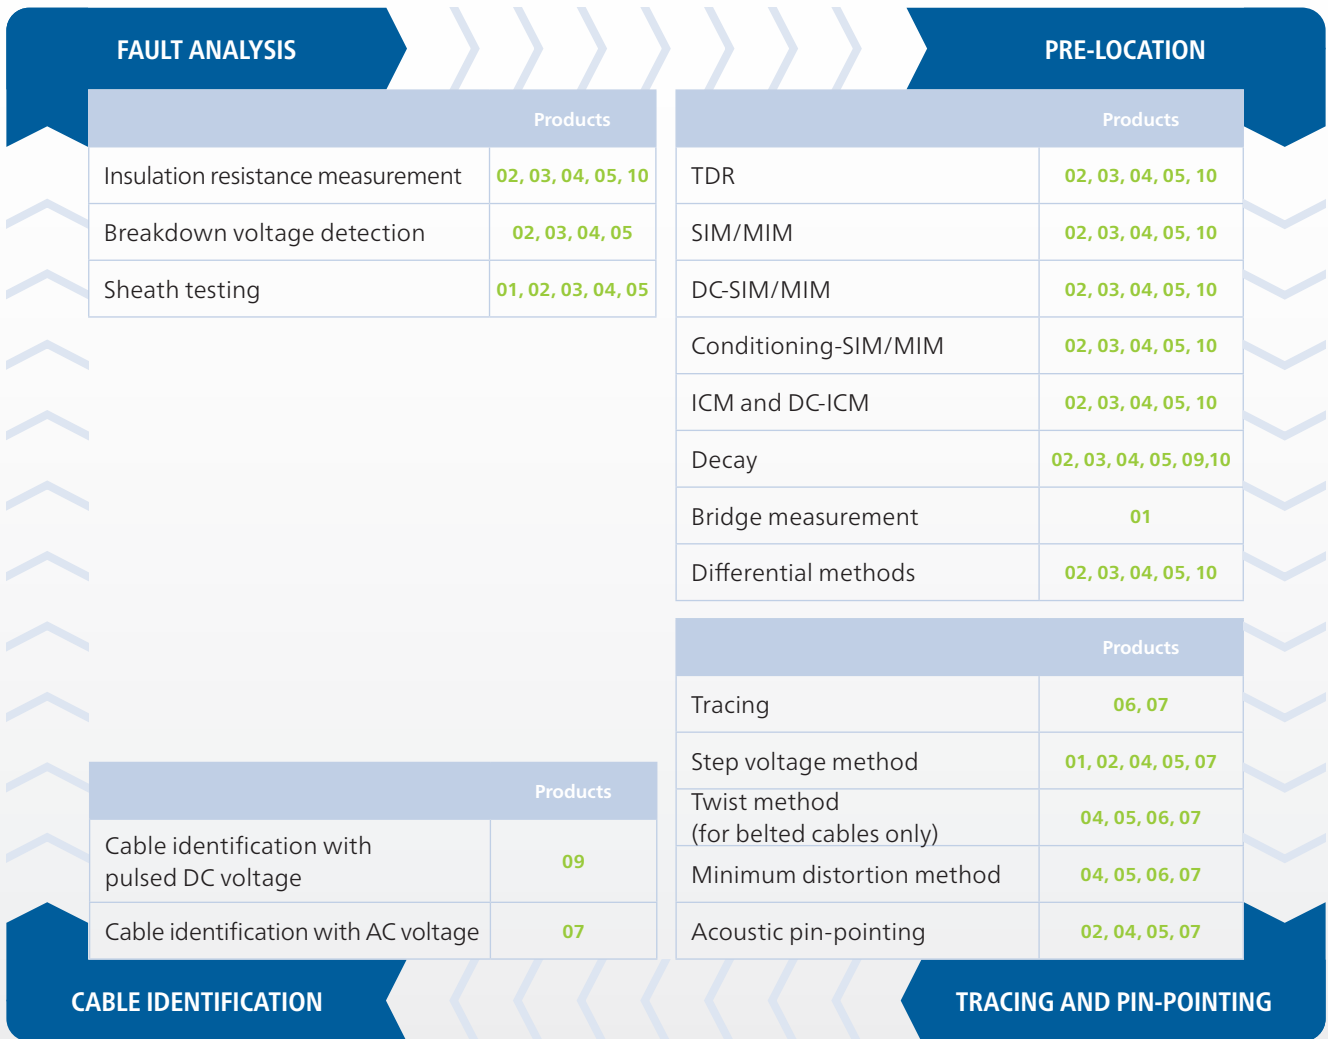 FAULT ANALYSIS
Products
Insulation resistance measurement 02, 03, 04, 05, 10
Breakdown voltage detection 02, 03, 04, 05
Sheath testing 01, 02, 03, 04, 05
PRE-LOCATION
Products
TDR 02, 03, 04, 05, 10
SIM/MIM 02, 03, 04, 05, 10
DC-SIM/MIM 02, 03, 04, 05, 10
Conditioning-SIM/MIM 02, 03, 04, 05, 10
ICM and DC-ICM 02, 03, 04, 05, 10
Decay 02, 03, 04, 05, 09,10
Bridge measurement 01
Differential methods 02, 03, 04, 05, 10
Products
Tracing 06, 07
Step voltage method 01, 02, 04, 05, 07
Twist method
(for belted cables only) 04, 05, 06, 07
Minimum distortion method 04, 05, 06, 07
Acoustic pin-pointing 02, 04, 05, 07
TRACING AND PIN-POINTING
Products
Cable identification with
pulsed DC voltage 09
Cable identification with AC voltage 07
CABLE IDENTIFICATION